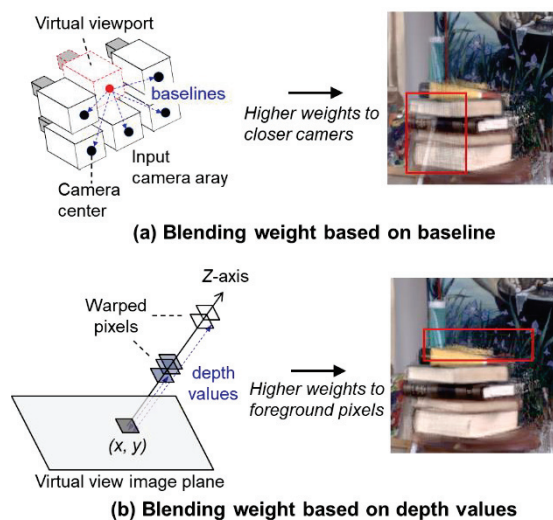 Virtual viewport
baselines
Input
camera aray
Camera
center
Higher weights to
closer camers
(a) Blending weight based on baseline
Z-axis
Warped
pixels
depth
values
(x, y)
Virtual view image plane
Higher weights to
foreground pixels
(b) Blending weight based on depth values